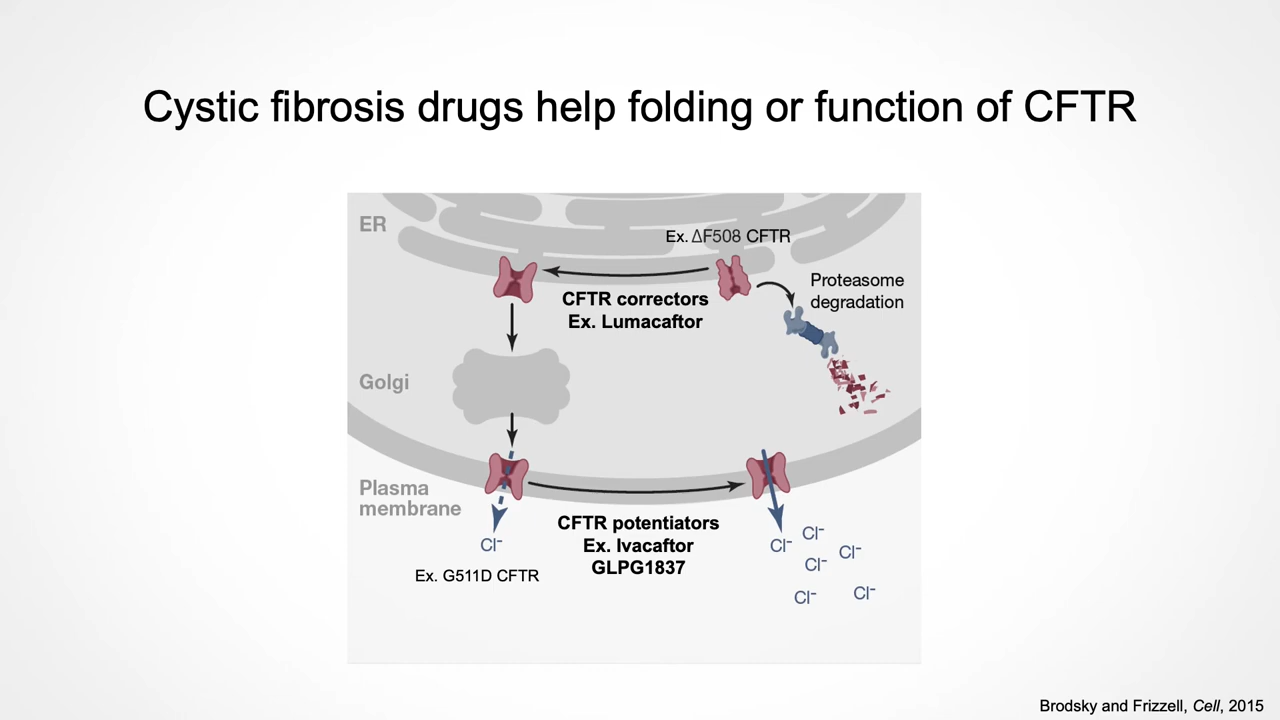 Cystic fibrosis drugs help folding or function of CFTR
ER
Ex. ΔF508 CFTR
Proteasome
degradation
CFTR correctors
Ex. Lumacaftor
Golgi
Plasma
membrane
CFTR potentiators
Ex. Ivacaftor
GLPG1837
Cl⁻
Ex. G511D CFTR
Cl⁻
Cl⁻
Cl⁻
Cl⁻
Cl⁻
Cl⁻
Brodsky and Frizzell, Cell, 2015